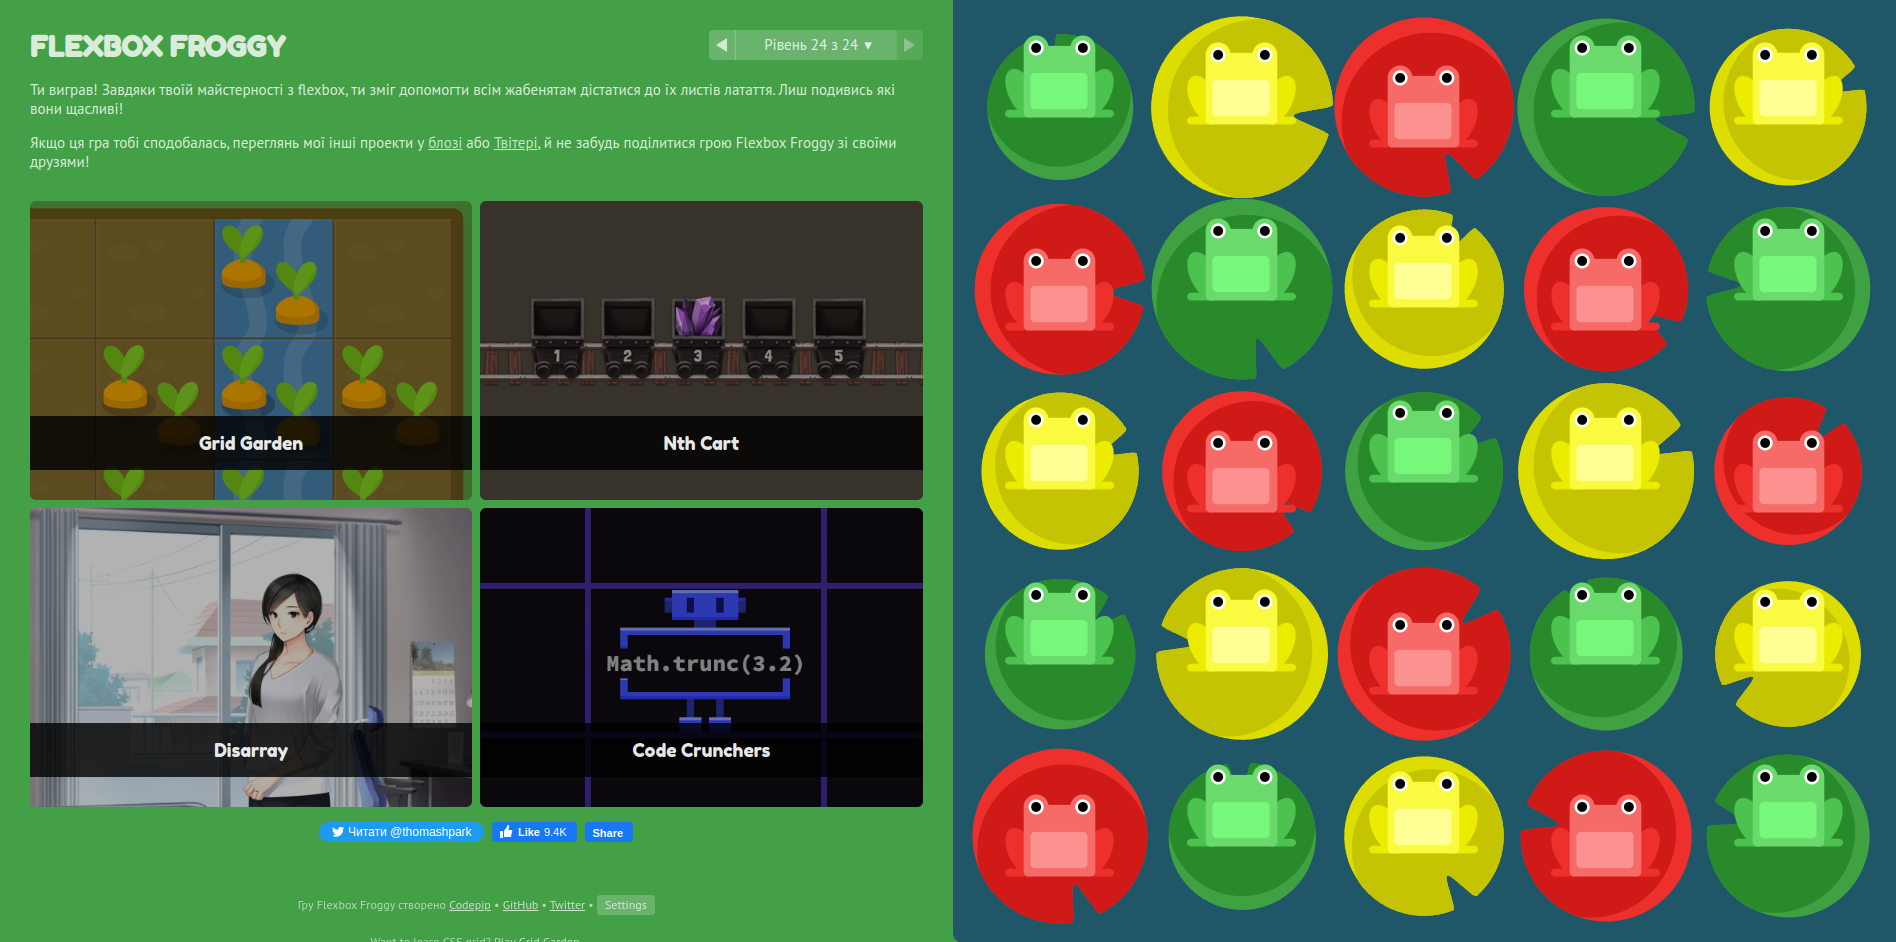 FLEXBOX FROGGY
Рівень 24 з 24 ▼
Ти виграв! Завдяки твоїй майстерності з flexbox, ти зміг допомогти всім жабенятам дістатися до їх листів латаття. Лиш подивись які
вони щасливі!
Якщо ця гра тобі сподобалась, переглянь мої інші проекти у блозі або Твітері, й не забудь поділитися грою Flexbox Froggy зі своїми
друзями!
1 2 3 4 5
Grid Garden
Nth Cart
Math.trunc(3.2)
Disarray
Code Crunchers
Читати @thomashpark
Like 9.4K
Share
Гру Flexbox Froggy створено Codepip • GitHub • Twitter • Settings
Want to learn CSS grid? Play Grid Garden.